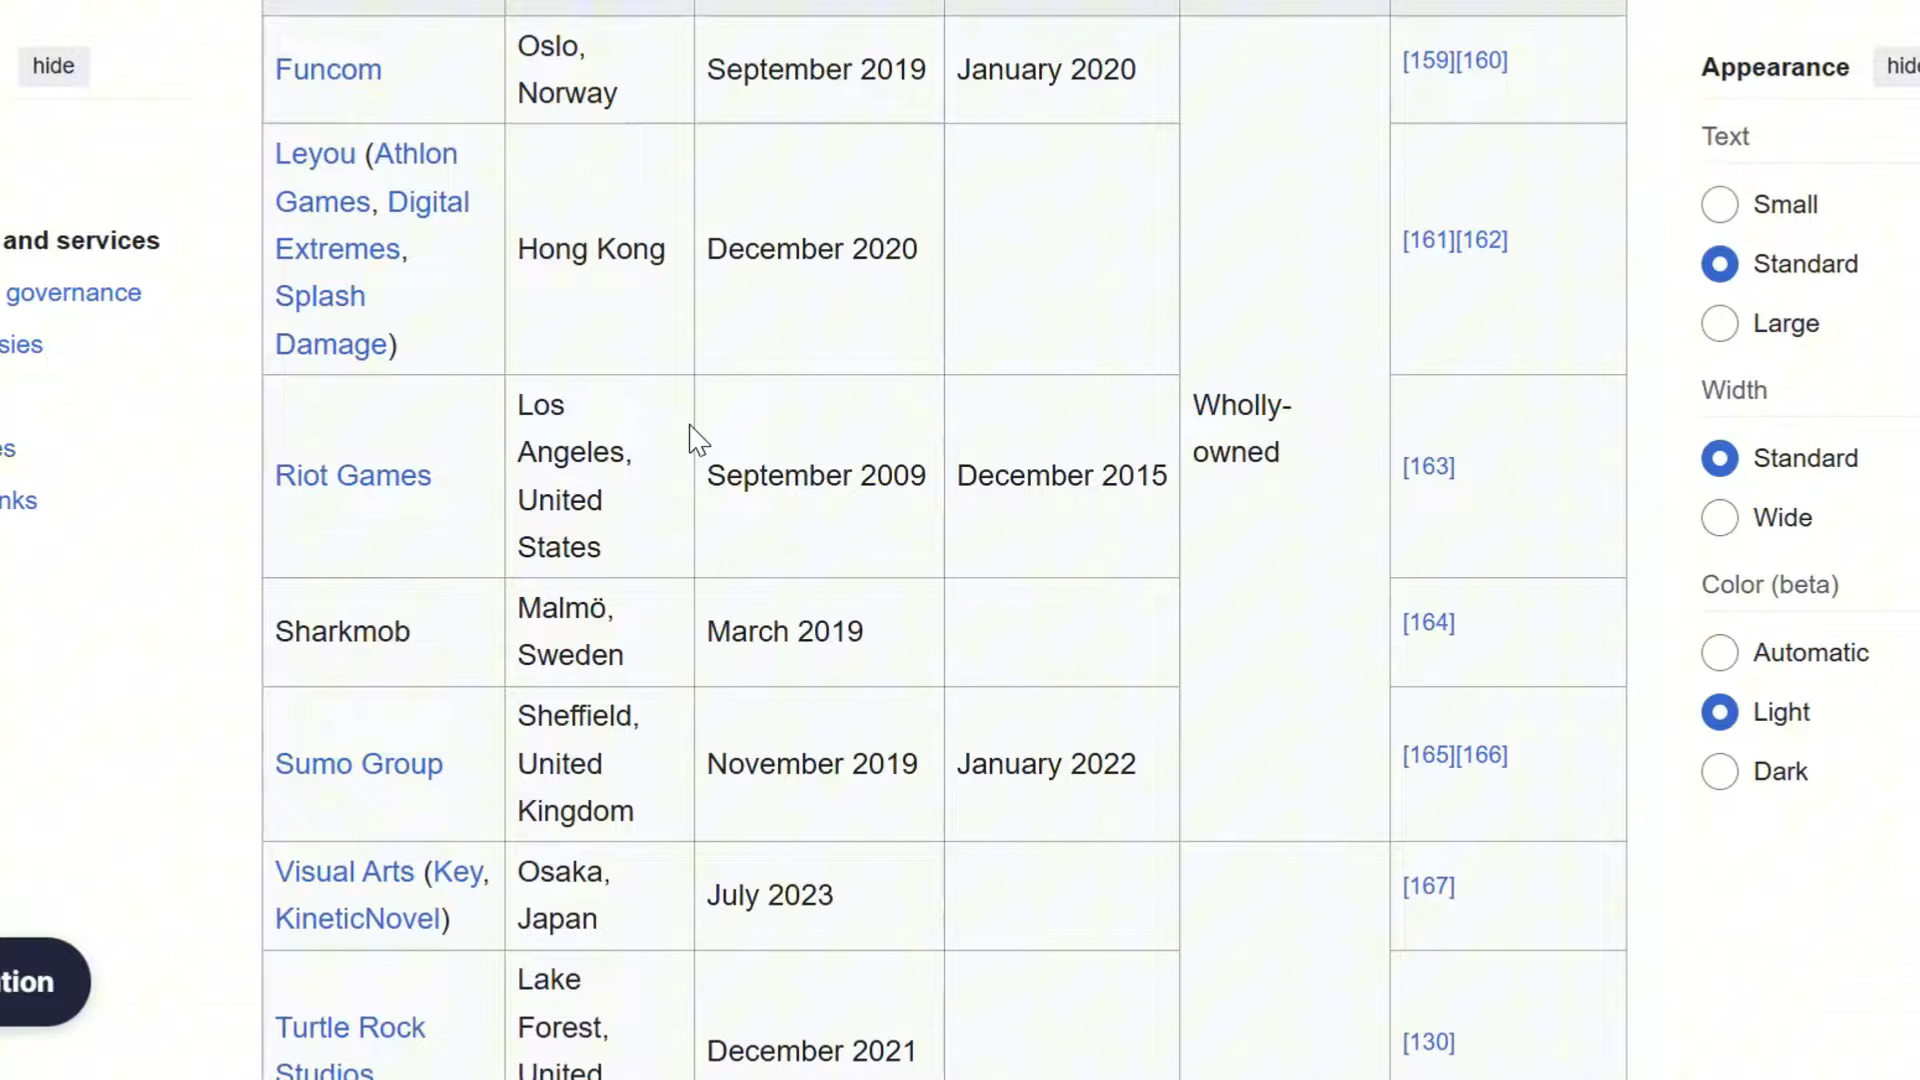 hide
and services
governance
sies
es
nks
tion
Funcom
Oslo,
Norway
September 2019
January 2020
[159][160]
Leyou (Athlon
Games, Digital
Extremes,
Splash
Damage)
Hong Kong
December 2020
[161][162]
Riot Games
Los
Angeles,
United
States
September 2009
December 2015
Wholly-
owned
[163]
Sharkmob
Malmö,
Sweden
March 2019
[164]
Sumo Group
Sheffield,
United
Kingdom
November 2019
January 2022
[165][166]
Visual Arts (Key,
KineticNovel)
Osaka,
Japan
July 2023
[167]
Turtle Rock
Studios
Lake
Forest,
United
December 2021
[130]
Appearance
hide
Text
Small
Standard
Large
Width
Standard
Wide
Color (beta)
Automatic
Light
Dark